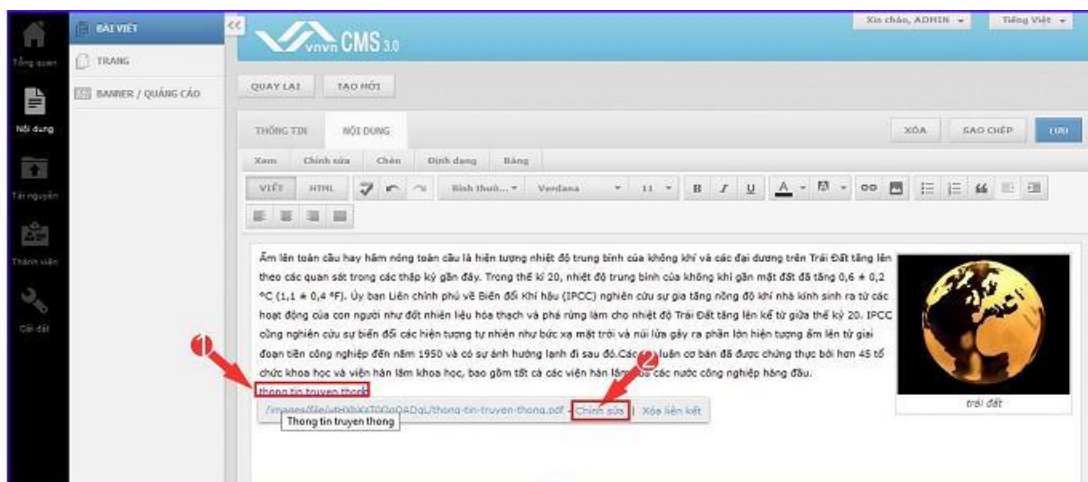 Xin chào, ADMIN
Tiếng Việt
BÀI VIẾT
<<
vnvn CMS 3.0
Tổng quan
TRANG
BANNER / QUẢNG CÁO
QUAY LẠI
TẠO MỚI
Nội dung
THÔNG TIN
NỘI DUNG
XÓA
SAO CHÉP
LƯU
Xem
Chỉnh sửa
Chèn
Định dạng
Bảng
Tài nguyên
VIẾT
HTML
Bình thườ...
Verdana
11
B
I
U
A
Thành viên
Cài đặt
Ấm lên toàn cầu hay hâm nóng toàn cầu là hiện tượng nhiệt độ trung bình của không khí và các đại dương trên Trái Đất tăng lên
theo các quan sát trong các thập kỷ gần đây. Trong thế kỉ 20, nhiệt độ trung bình của không khí gần mặt đất đã tăng 0,6 ± 0,2
°C (1,1 ± 0,4 °F). Ủy ban Liên chính phủ về Biến đổi Khí hậu (IPCC) nghiên cứu sự gia tăng nồng độ khí nhà kính sinh ra từ các
hoạt động của con người như đốt nhiên liệu hóa thạch và phá rừng làm cho nhiệt độ Trái Đất tăng lên kể từ giữa thế kỷ 20. IPCC
cũng nghiên cứu sự biến đổi các hiện tượng tự nhiên như bức xạ mặt trời và núi lửa gây ra phần lớn hiện tượng ấm lên từ giai
đoạn tiền công nghiệp đến năm 1950 và có sự ảnh hưởng lạnh đi sau đó.Các luận cơ bản đã được chứng thực bởi hơn 45 tổ
chức khoa học và viện hàn lâm khoa học, bao gồm tất cả các viện hàn lâm các nước công nghiệp hàng đầu.
1
2
thong tin truyen thong
thong-tin-truyen-thong.pdf - Chỉnh sửa | Xóa liên kết
Thong tin truyen thong
trái đất